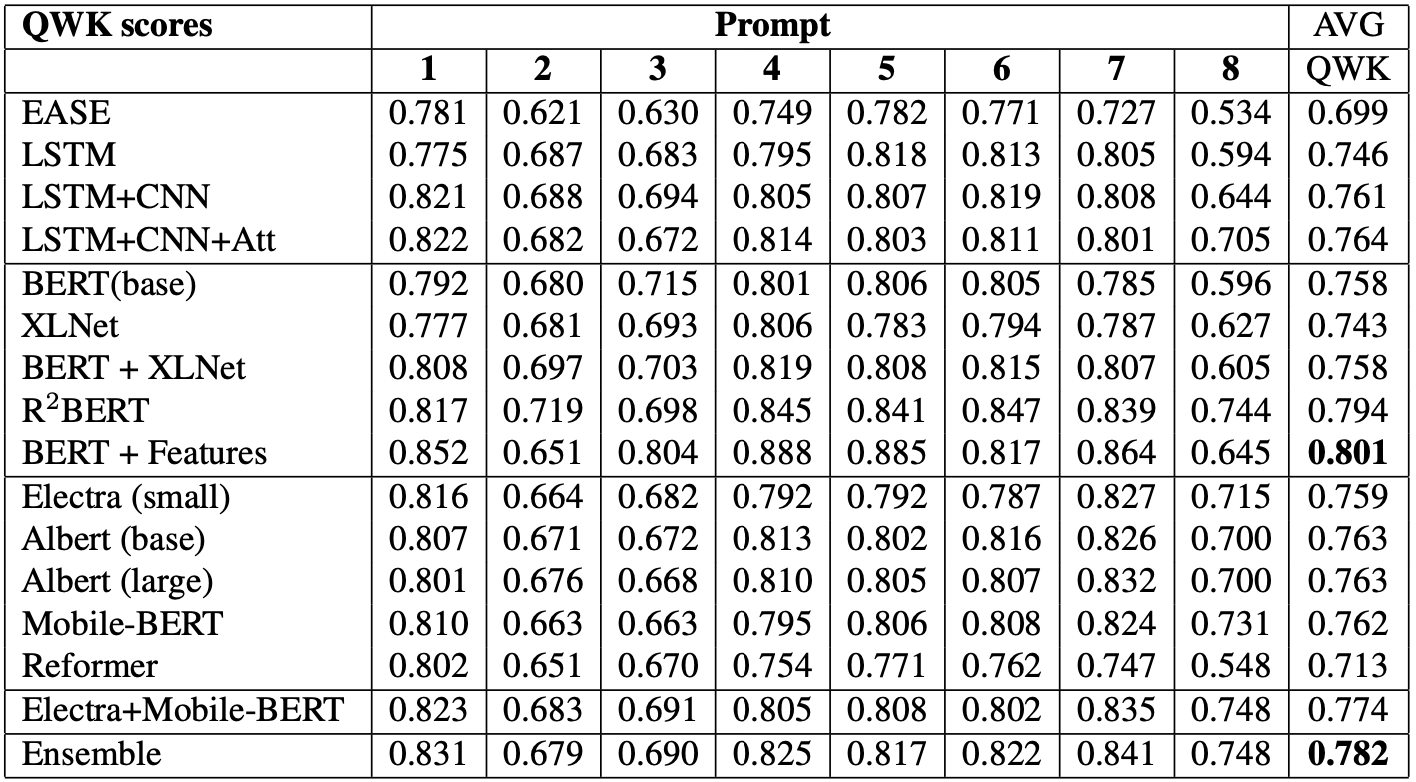 QWK scores Prompt AVG
1 2 3 4 5 6 7 8 QWK
EASE 0.781 0.621 0.630 0.749 0.782 0.771 0.727 0.534 0.699
LSTM 0.775 0.687 0.683 0.795 0.818 0.813 0.805 0.594 0.746
LSTM+CNN 0.821 0.688 0.694 0.805 0.807 0.819 0.808 0.644 0.761
LSTM+CNN+Att 0.822 0.682 0.672 0.814 0.803 0.811 0.801 0.705 0.764
BERT(base) 0.792 0.680 0.715 0.801 0.806 0.805 0.785 0.596 0.758
XLNet 0.777 0.681 0.693 0.806 0.783 0.794 0.787 0.627 0.743
BERT + XLNet 0.808 0.697 0.703 0.819 0.808 0.815 0.807 0.605 0.758
R²BERT 0.817 0.719 0.698 0.845 0.841 0.847 0.839 0.744 0.794
BERT + Features 0.852 0.651 0.804 0.888 0.885 0.817 0.864 0.645 0.801
Electra (small) 0.816 0.664 0.682 0.792 0.792 0.787 0.827 0.715 0.759
Albert (base) 0.807 0.671 0.672 0.813 0.802 0.816 0.826 0.700 0.763
Albert (large) 0.801 0.676 0.668 0.810 0.805 0.807 0.832 0.700 0.763
Mobile-BERT 0.810 0.663 0.663 0.795 0.806 0.808 0.824 0.731 0.762
Reformer 0.802 0.651 0.670 0.754 0.771 0.762 0.747 0.548 0.713
Electra+Mobile-BERT 0.823 0.683 0.691 0.805 0.808 0.802 0.835 0.748 0.774
Ensemble 0.831 0.679 0.690 0.825 0.817 0.822 0.841 0.748 0.782